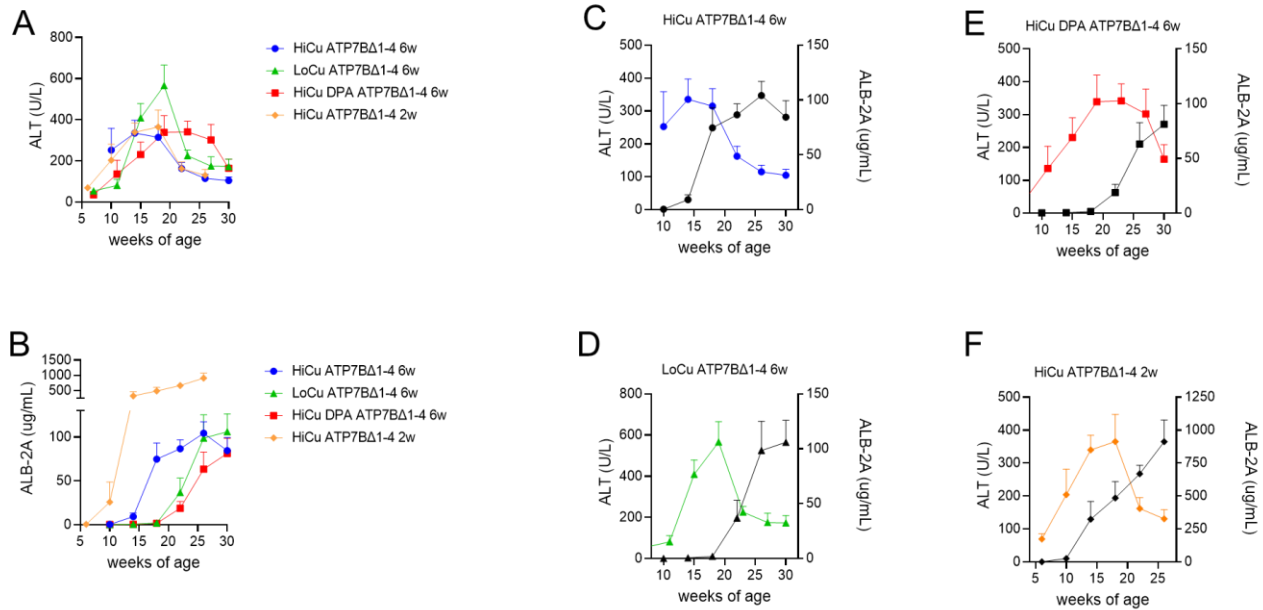 A
ALT (U/L)
800
600
400
200
0
5 10 15 20 25 30
weeks of age
HiCu ATP7BΔ1-4 6w
LoCu ATP7BΔ1-4 6w
HiCu DPA ATP7BΔ1-4 6w
HiCu ATP7BΔ1-4 2w
B
ALB-2A (ug/mL)
1500
1000
500
100
50
0
5 10 15 20 25 30
weeks of age
HiCu ATP7BΔ1-4 6w
LoCu ATP7BΔ1-4 6w
HiCu DPA ATP7BΔ1-4 6w
HiCu ATP7BΔ1-4 2w
C
HiCu ATP7BΔ1-4 6w
ALT (U/L)
500
400
300
200
100
0
150
100
50
0
ALB-2A (ug/mL)
10 15 20 25 30
weeks of age
D
LoCu ATP7BΔ1-4 6w
ALT (U/L)
800
600
400
200
0
150
100
50
0
ALB-2A (ug/mL)
10 15 20 25 30
weeks of age
E
HiCu DPA ATP7BΔ1-4 6w
ALT (U/L)
500
400
300
200
100
0
150
100
50
0
ALB-2A (ug/mL)
10 15 20 25 30
weeks of age
F
HiCu ATP7BΔ1-4 2w
ALT (U/L)
500
400
300
200
100
0
1250
1000
750
500
250
0
ALB-2A (ug/mL)
5 10 15 20 25
weeks of age